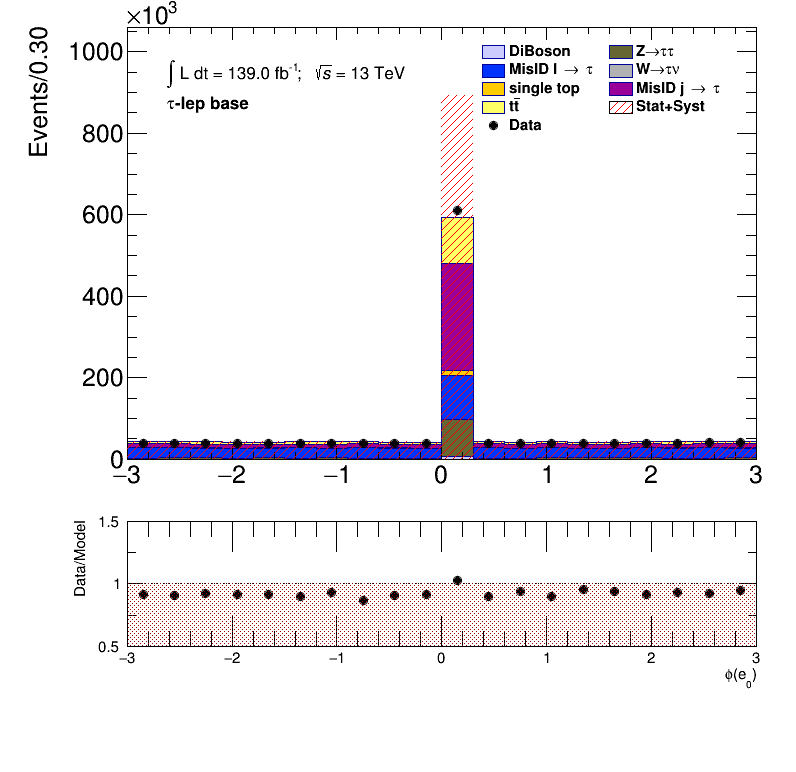 ×10³
Events/0.30
1000
800
600
400
200
0
∫ L dt = 139.0 fb⁻¹; √s = 13 TeV
τ-lep base
DiBoson
MisID l → τ
single top
tt̄
Data
Z→ττ
W→τν
MisID j → τ
Stat+Syst
−3 −2 −1 0 1 2 3
Data/Model
1.5
1
0.5
−3 −2 −1 0 1 2 3
ϕ(e₀)